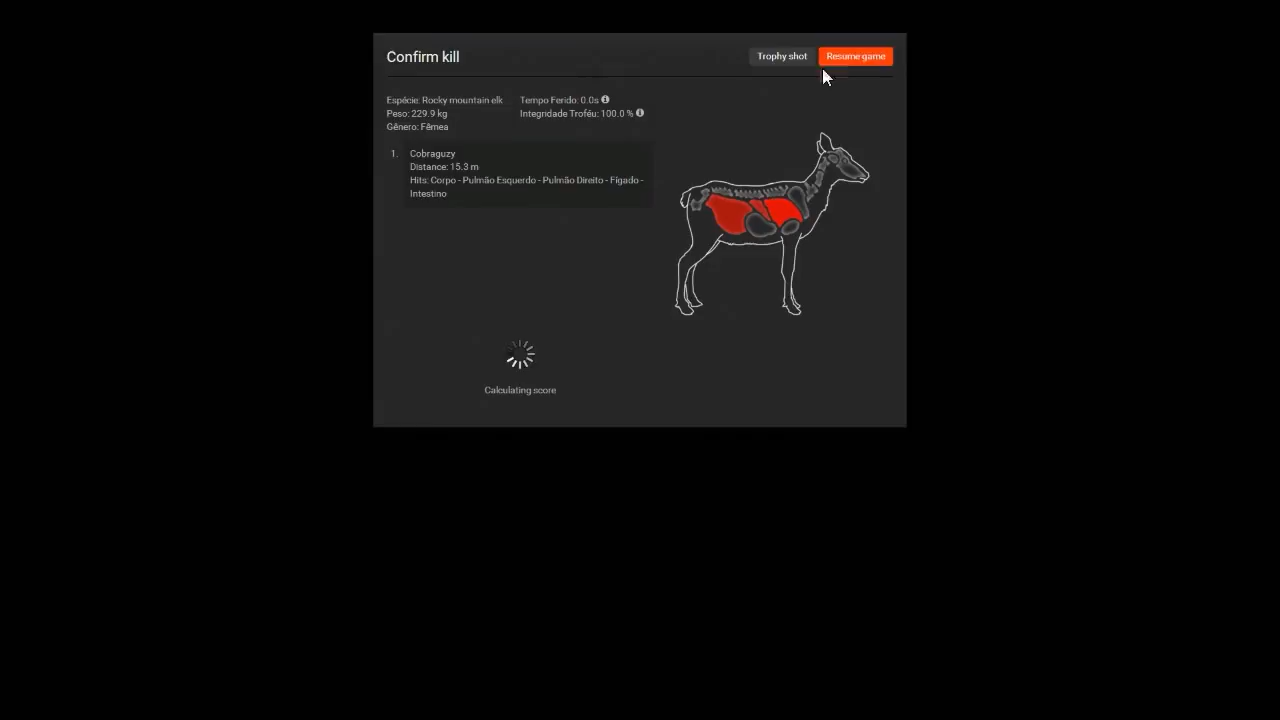 Confirm kill
Trophy shot
Resume game
Espécie: Rocky mountain elk
Peso: 229.9 kg
Gênero: Fêmea
Tempo Ferido: 0.0s
Integridade Troféu: 100.0 %
1.
Cobraguzy
Distance: 15.3 m
Hits: Corpo - Pulmão Esquerdo - Pulmão Direito - Fígado -
Intestino
Calculating score